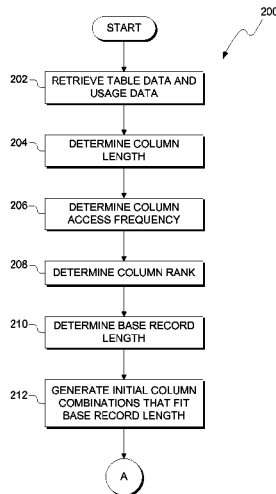 START
200
202
RETRIEVE TABLE DATA AND
USAGE DATA
204
DETERMINE COLUMN
LENGTH
206
DETERMINE COLUMN
ACCESS FREQUENCY
208
DETERMINE COLUMN RANK
210
DETERMINE BASE RECORD
LENGTH
212
GENERATE INITIAL COLUMN
COMBINATIONS THAT FIT
BASE RECORD LENGTH
A